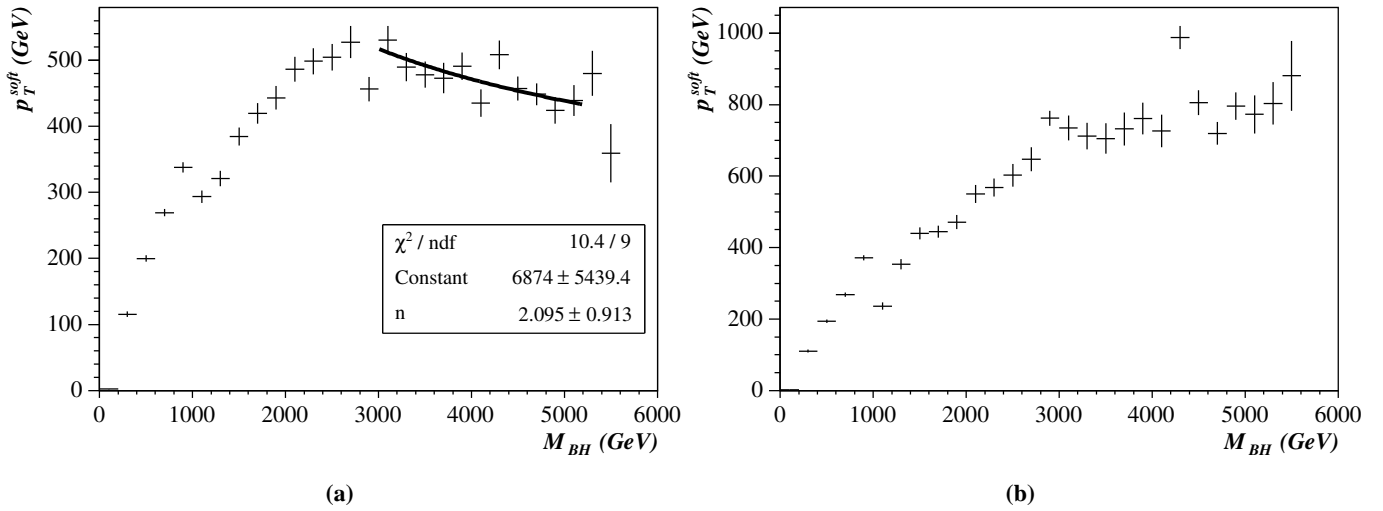 p_T^soft (GeV)
500
400
300
200
100
0
χ² / ndf 10.4 / 9
Constant 6874 ± 5439.4
n 2.095 ± 0.913
0 1000 2000 3000 4000 5000 6000
M_BH (GeV)
(a)
p_T^soft (GeV)
1000
800
600
400
200
0
0 1000 2000 3000 4000 5000 6000
M_BH (GeV)
(b)